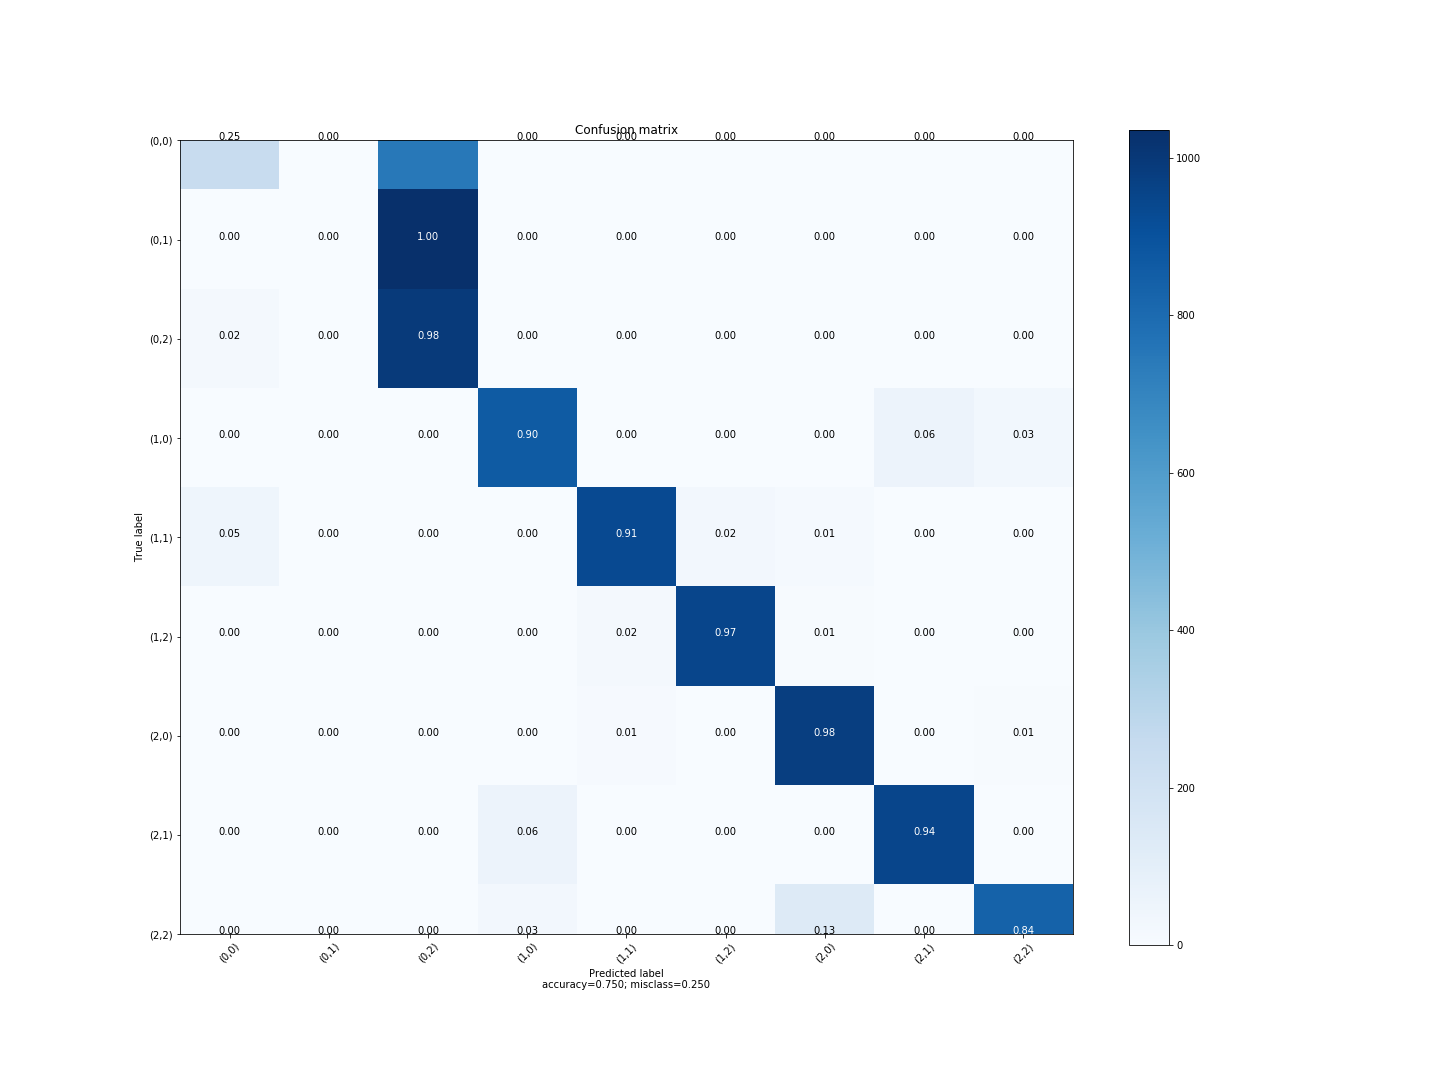 Confusion matrix
0.25 0.00 0.00 0.00 0.00 0.00 0.00 0.00
(0,0)
(0,1) 0.00 0.00 1.00 0.00 0.00 0.00 0.00 0.00 0.00
(0,2) 0.02 0.00 0.98 0.00 0.00 0.00 0.00 0.00 0.00
(1,0) 0.00 0.00 0.00 0.90 0.00 0.00 0.00 0.06 0.03
(1,1) 0.05 0.00 0.00 0.00 0.91 0.02 0.01 0.00 0.00
(1,2) 0.00 0.00 0.00 0.00 0.02 0.97 0.01 0.00 0.00
(2,0) 0.00 0.00 0.00 0.00 0.01 0.00 0.98 0.00 0.01
(2,1) 0.00 0.00 0.00 0.06 0.00 0.00 0.00 0.94 0.00
(2,2) 0.00 0.00 0.00 0.03 0.00 0.00 0.13 0.00 0.84
(0,0) (0,1) (0,2) (1,0) (1,1) (1,2) (2,0) (2,1) (2,2)
True label
Predicted label
accuracy=0.750; misclass=0.250
1000
800
600
400
200
0